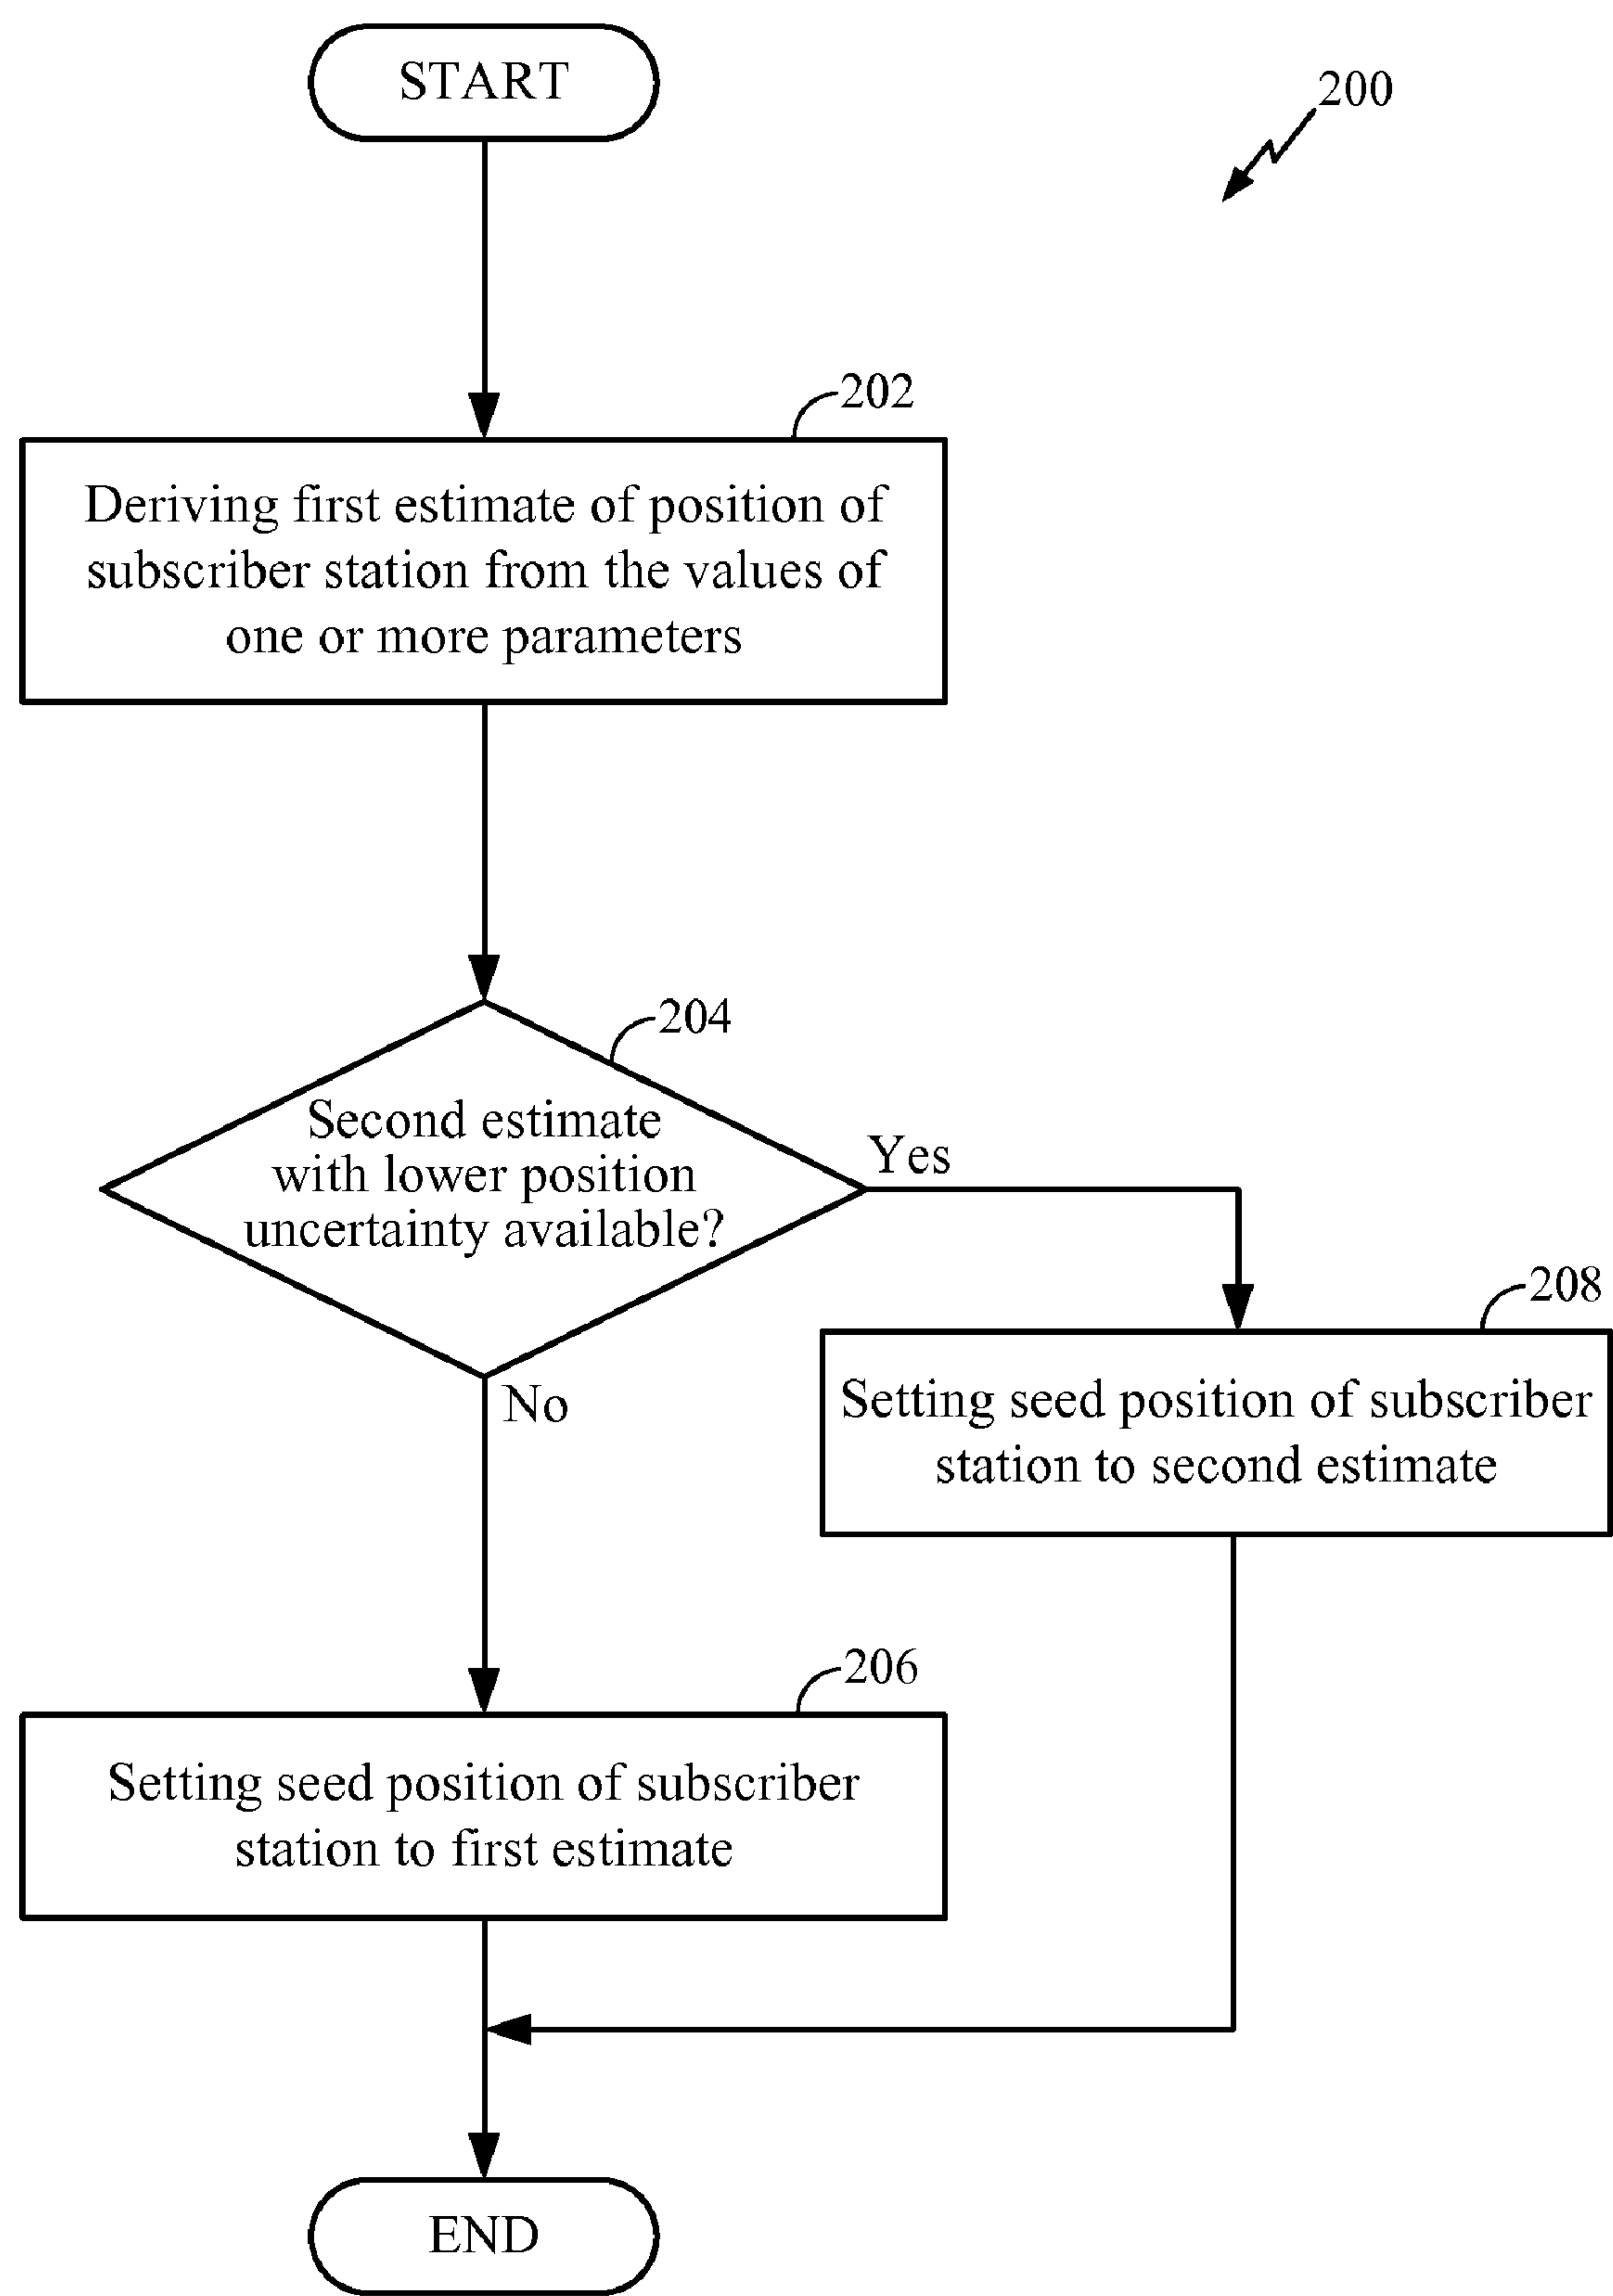 START
200
202
Deriving first estimate of position of
subscriber station from the values of
one or more parameters
204
Second estimate
with lower position
uncertainty available?
Yes
No
208
Setting seed position of subscriber
station to second estimate
206
Setting seed position of subscriber
station to first estimate
END